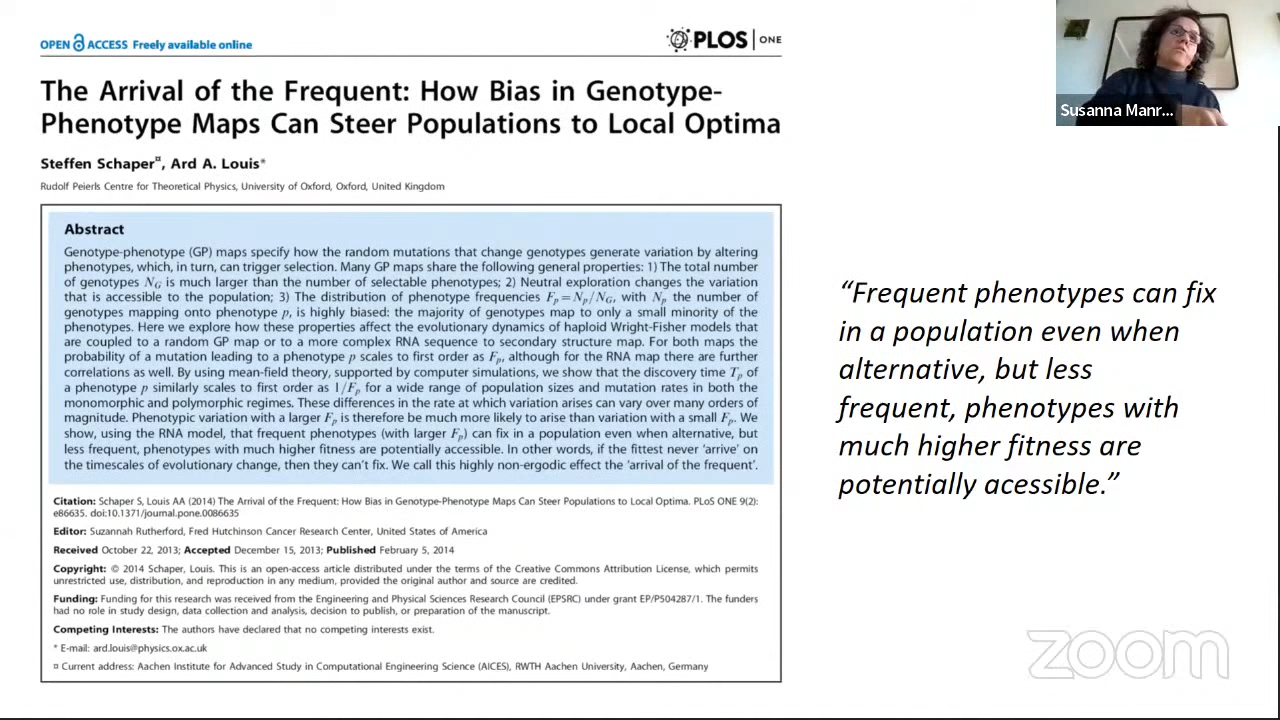 OPEN ACCESS Freely available online
PLOS ONE
The Arrival of the Frequent: How Bias in Genotype-
Phenotype Maps Can Steer Populations to Local Optima
Steffen Schaper¤, Ard A. Louis*
Rudolf Peierls Centre for Theoretical Physics, University of Oxford, Oxford, United Kingdom
Abstract
Genotype-phenotype (GP) maps specify how the random mutations that change genotypes generate variation by altering
phenotypes, which, in turn, can trigger selection. Many GP maps share the following general properties: 1) The total number
of genotypes N_G is much larger than the number of selectable phenotypes; 2) Neutral exploration changes the variation
that is accessible to the population; 3) The distribution of phenotype frequencies F_p = N_p/N_G, with N_p the number of
genotypes mapping onto phenotype p, is highly biased: the majority of genotypes map to only a small minority of the
phenotypes. Here we explore how these properties affect the evolutionary dynamics of haploid Wright-Fisher models that
are coupled to a random GP map or to a more complex RNA sequence to secondary structure map. For both maps the
probability of a mutation leading to a phenotype p scales to first order as F_p, although for the RNA map there are further
correlations as well. By using mean-field theory, supported by computer simulations, we show that the discovery time T_p of
a phenotype p similarly scales to first order as 1/F_p for a wide range of population sizes and mutation rates in both the
monomorphic and polymorphic regimes. These differences in the rate at which variation arises can vary over many orders of
magnitude. Phenotypic variation with a larger F_p is therefore be much more likely to arise than variation with a small F_p. We
show, using the RNA model, that frequent phenotypes (with larger F_p) can fix in a population even when alternative, but
less frequent, phenotypes with much higher fitness are potentially accessible. In other words, if the fittest never 'arrive' on
the timescales of evolutionary change, then they can't fix. We call this highly non-ergodic effect the 'arrival of the frequent'.
Citation: Schaper S, Louis AA (2014) The Arrival of the Frequent: How Bias in Genotype-Phenotype Maps Can Steer Populations to Local Optima. PLoS ONE 9(2):
e86635. doi:10.1371/journal.pone.0086635
Editor: Suzannah Rutherford, Fred Hutchinson Cancer Research Center, United States of America
Received October 22, 2013; Accepted December 15, 2013; Published February 5, 2014
Copyright: © 2014 Schaper, Louis. This is an open-access article distributed under the terms of the Creative Commons Attribution License, which permits
unrestricted use, distribution, and reproduction in any medium, provided the original author and source are credited.
Funding: Funding for this research was received from the Engineering and Physical Sciences Research Council (EPSRC) under grant EP/P504287/1. The funders
had no role in study design, data collection and analysis, decision to publish, or preparation of the manuscript.
Competing Interests: The authors have declared that no competing interests exist.
* E-mail: ard.louis@physics.ox.ac.uk
¤ Current address: Aachen Institute for Advanced Study in Computational Engineering Science (AICES), RWTH Aachen University, Aachen, Germany
Susanna Manr...
“Frequent phenotypes can fix
in a population even when
alternative, but less
frequent, phenotypes with
much higher fitness are
potentially acessible.”
zoom